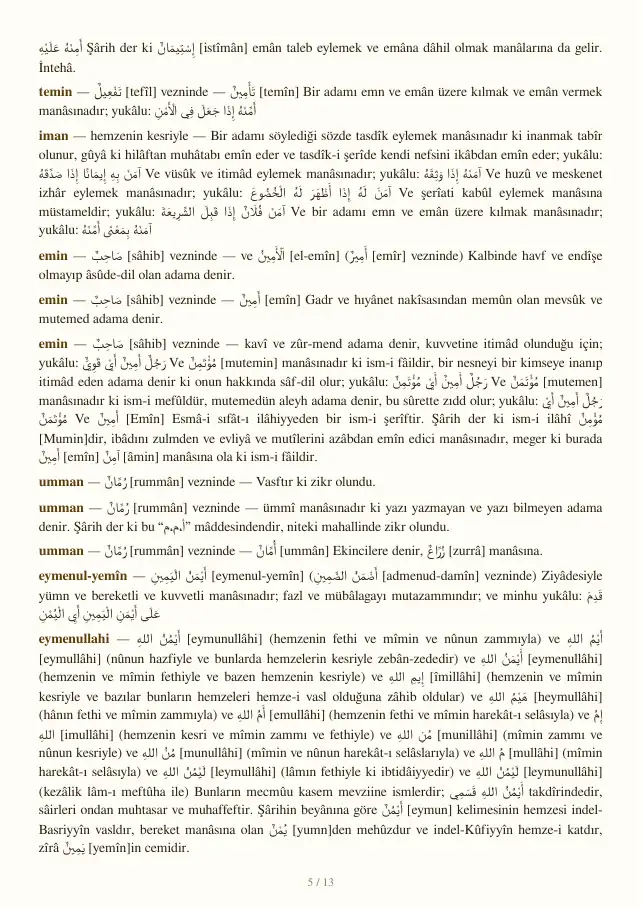 أَمِنَهُ عَلَيْهِ Şârih der ki إِسْتِيمَانٌ [istîmân] emân taleb eylemek ve emâna dâhil olmak manâlarına da gelir.
İntehâ.
temin — تَفْعِيلٌ [tefîl] vezninde — تَأْمِينٌ [temîn] Bir adamı emn ve emân üzere kılmak ve emân vermek
manâsınadır; yukâlu: أَمَّنَهُ إِذَا جَعَلَ فِي الْأَمْنِ
iman — hemzenin kesriyle — Bir adamı söylediği sözde tasdîk eylemek manâsınadır ki inanmak tabîr
olunur, gûyâ ki hilâftan muhâtabı emîn eder ve tasdîk-i şerîde kendi nefsini ikâbdan emîn eder; yukâlu:
آمَنَ بِهِ إِيمَانًا إِذَا صَدَّقَهُ Ve vüsûk ve itimâd eylemek manâsınadır; yukâlu: آمَنَهُ إِذَا وَثِقَهُ Ve huzû ve meskenet
izhâr eylemek manâsınadır; yukâlu: آمَنَ لَهُ إِذَا أَظْهَرَ لَهُ الْخُضُوعَ Ve şerîati kabûl eylemek manâsına
müstameldir; yukâlu: آمَنَ فُلَانٌ إِذَا قَبِلَ الشَّرِيعَةَ Ve bir adamı emn ve emân üzere kılmak manâsınadır;
yukâlu: آمَنَهُ بِمَعْنَى أَمَّنَهُ
emin — صَاحِبٌ [sâhib] vezninde — ve اَلْأَمِينُ [el-emîn] (أَمِيرٌ [emîr] vezninde) Kalbinde havf ve endîşe
olmayıp âsûde-dil olan adama denir.
emin — صَاحِبٌ [sâhib] vezninde — أَمِينٌ [emîn] Gadr ve hıyânet nakîsasından memûn olan mevsûk ve
mutemed adama denir.
emin — صَاحِبٌ [sâhib] vezninde — kavî ve zûr-mend adama denir, kuvvetine itimâd olunduğu için;
yukâlu: رَجُلٌ أَمِينٌ أَيْ قَوِيٌّ Ve مُؤْتَمِنٌ [mutemin] manâsınadır ki ism-i fâildir, bir nesneyi bir kimseye inanıp
itimâd eden adama denir ki onun hakkında sâf-dil olur; yukâlu: رَجُلٌ أَمِينٌ أَيْ مُؤْتَمِنٌ Ve مُؤْتَمَنٌ [mutemen]
manâsınadır ki ism-i mefûldür, mutemedün aleyh adama denir, bu sûrette zıdd olur; yukâlu: رَجُلٌ أَمِينٌ أَيْ
مُؤْتَمَنٌ Ve أَمِينٌ [Emîn] Esmâ-i sıfât-ı ilâhiyyeden bir ism-i şerîftir. Şârih der ki ism-i ilâhî مُؤْمِنٌ
[Mumin]dir, ibâdını zulmden ve evliyâ ve mutîlerini azâbdan emîn edici manâsınadır, meger ki burada
أَمِينٌ [emîn] آمِنٌ [âmin] manâsına ola ki ism-i fâildir.
umman — رُمَّانٌ [rummân] vezninde — Vasftır ki zikr olundu.
umman — رُمَّانٌ [rummân] vezninde — ümmî manâsınadır ki yazı yazmayan ve yazı bilmeyen adama
denir. Şârih der ki bu “أ،م،م” mâddesindendir, niteki mahallinde zikr olundu.
umman — رُمَّانٌ [rummân] vezninde — أُمَّانٌ [ummân] Ekincilere denir, زُرَّاعٌ [zurrâ] manâsına.
eymenul-yemîn — أَيْمَنُ الْيَمِينِ [eymenul-yemîn] (أَضْمَنُ الضَّمِينِ [admenud-damîn] vezninde) Ziyâdesiyle
yümn ve bereketli ve kuvvetli manâsınadır; fazl ve mübâlagayı mutazammındır; ve minhu yukâlu: قَدِمَ
عَلَى أَيْمَنِ الْيَمِينِ أَيِ الْيُمْنِ
eymenullahi — أَيْمُنُ اللهِ [eymunullâhi] (hemzenin fethi ve mîmin ve nûnun zammıyla) ve أَيْمُ اللهِ
[eymullâhi] (nûnun hazfiyle ve bunlarda hemzelerin kesriyle zebân-zededir) ve أَيْمَنُ اللهِ [eymenullâhi]
(hemzenin ve mîmin fethiyle ve bazen hemzenin kesriyle) ve إِيمِ اللهِ [îmillâhi] (hemzenin ve mîmin
kesriyle ve bazılar bunların hemzeleri hemze-i vasl olduğuna zâhib oldular) ve هَيْمُ اللهِ [heymullâhi]
(hânın fethi ve mîmin zammıyla) ve أَمُ اللهِ [emullâhi] (hemzenin fethi ve mîmin harekât-ı selâsıyla) ve إِمُ
اللهِ [imullâhi] (hemzenin kesri ve mîmin zammı ve fethiyle) ve مُنِ اللهِ [munillâhi] (mîmin zammı ve
nûnun kesriyle) ve مُنُ اللهِ [munullâhi] (mîmin ve nûnun harekât-ı selâslarıyla) ve مُ اللهِ [mullâhi] (mîmin
harekât-ı selâsıyla) ve لَيْمُ اللهِ [leymullâhi] (lâmın fethiyle ki ibtidâiyyedir) ve لَيْمُنُ اللهِ [leymunullâhi]
(kezâlik lâm-ı meftûha ile) Bunların mecmûu kasem mevziine ismlerdir; أَيْمُنُ اللهِ قَسَمِي takdîrindedir,
sâirleri ondan muhtasar ve muhaffeftir. Şârihin beyânına göre أَيْمُنٌ [eymun] kelimesinin hemzesi indel-
Basriyyîn vasldır, bereket manâsına olan يُمْنٌ [yumn]den mehûzdur ve indel-Kûfiyyîn hemze-i katdır,
zîrâ يَمِينٌ [yemîn]in cemidir.
5 / 13